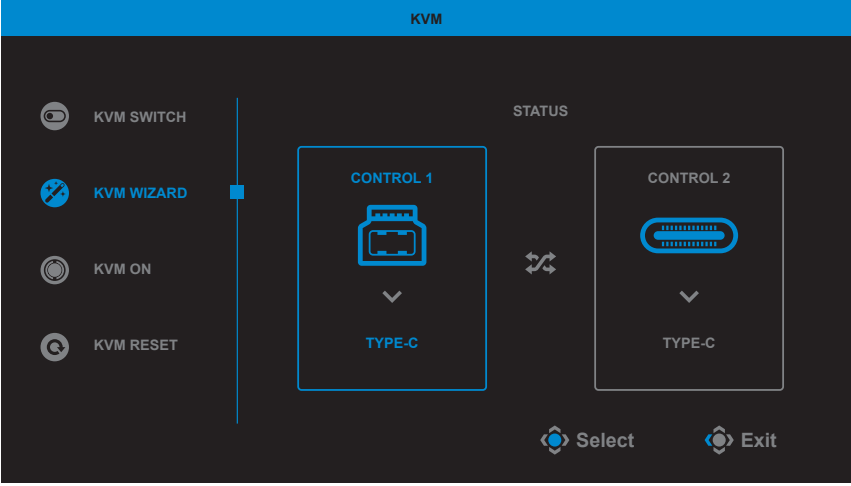 KVM
KVM SWITCH
KVM WIZARD
KVM ON
KVM RESET
STATUS
CONTROL 1
TYPE-C
CONTROL 2
TYPE-C
Select
Exit